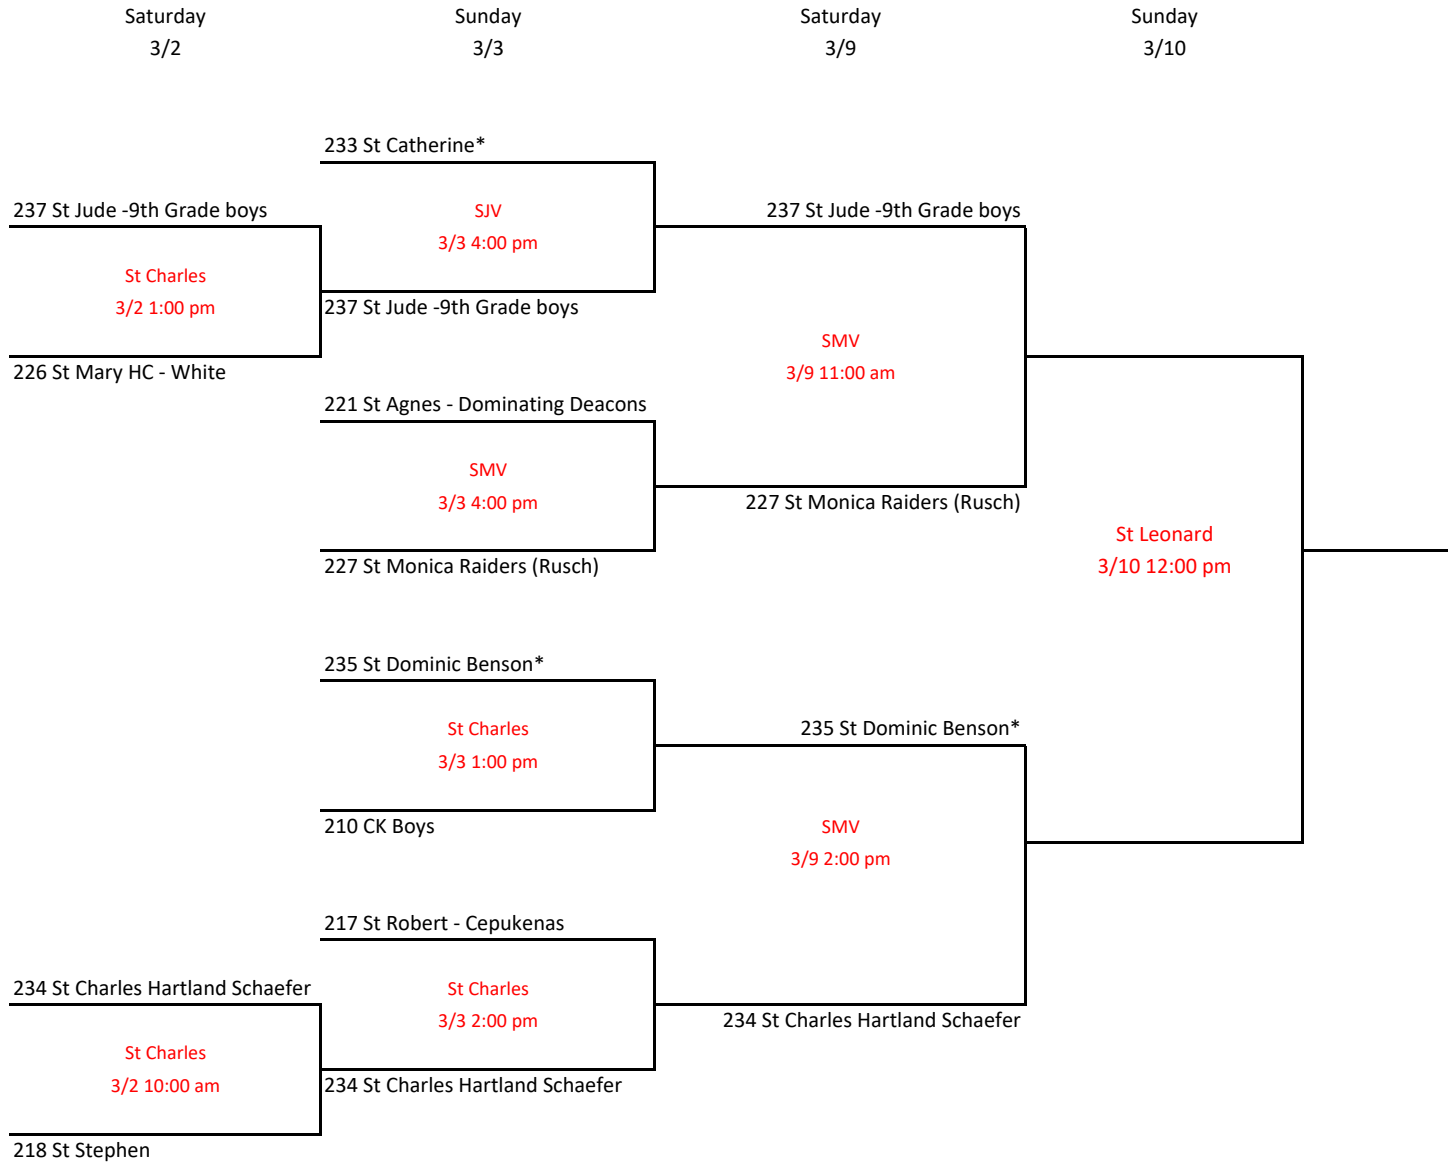 Saturday
Sunday
Saturday
Sunday
3/2
3/3
3/9
3/10
233 St Catherine*
237 St Jude -9th Grade boys
SJV
237 St Jude -9th Grade boys
3/3 4:00 pm
St Charles
3/2 1:00 pm
237 St Jude -9th Grade boys
SMV
226 St Mary HC - White
3/9 11:00 am
221 St Agnes - Dominating Deacons
SMV
3/3 4:00 pm
227 St Monica Raiders (Rusch)
St Leonard
227 St Monica Raiders (Rusch)
3/10 12:00 pm
235 St Dominic Benson*
St Charles
235 St Dominic Benson*
3/3 1:00 pm
210 CK Boys
SMV
3/9 2:00 pm
217 St Robert - Cepukenas
234 St Charles Hartland Schaefer
St Charles
3/3 2:00 pm
234 St Charles Hartland Schaefer
St Charles
3/2 10:00 am
234 St Charles Hartland Schaefer
218 St Stephen